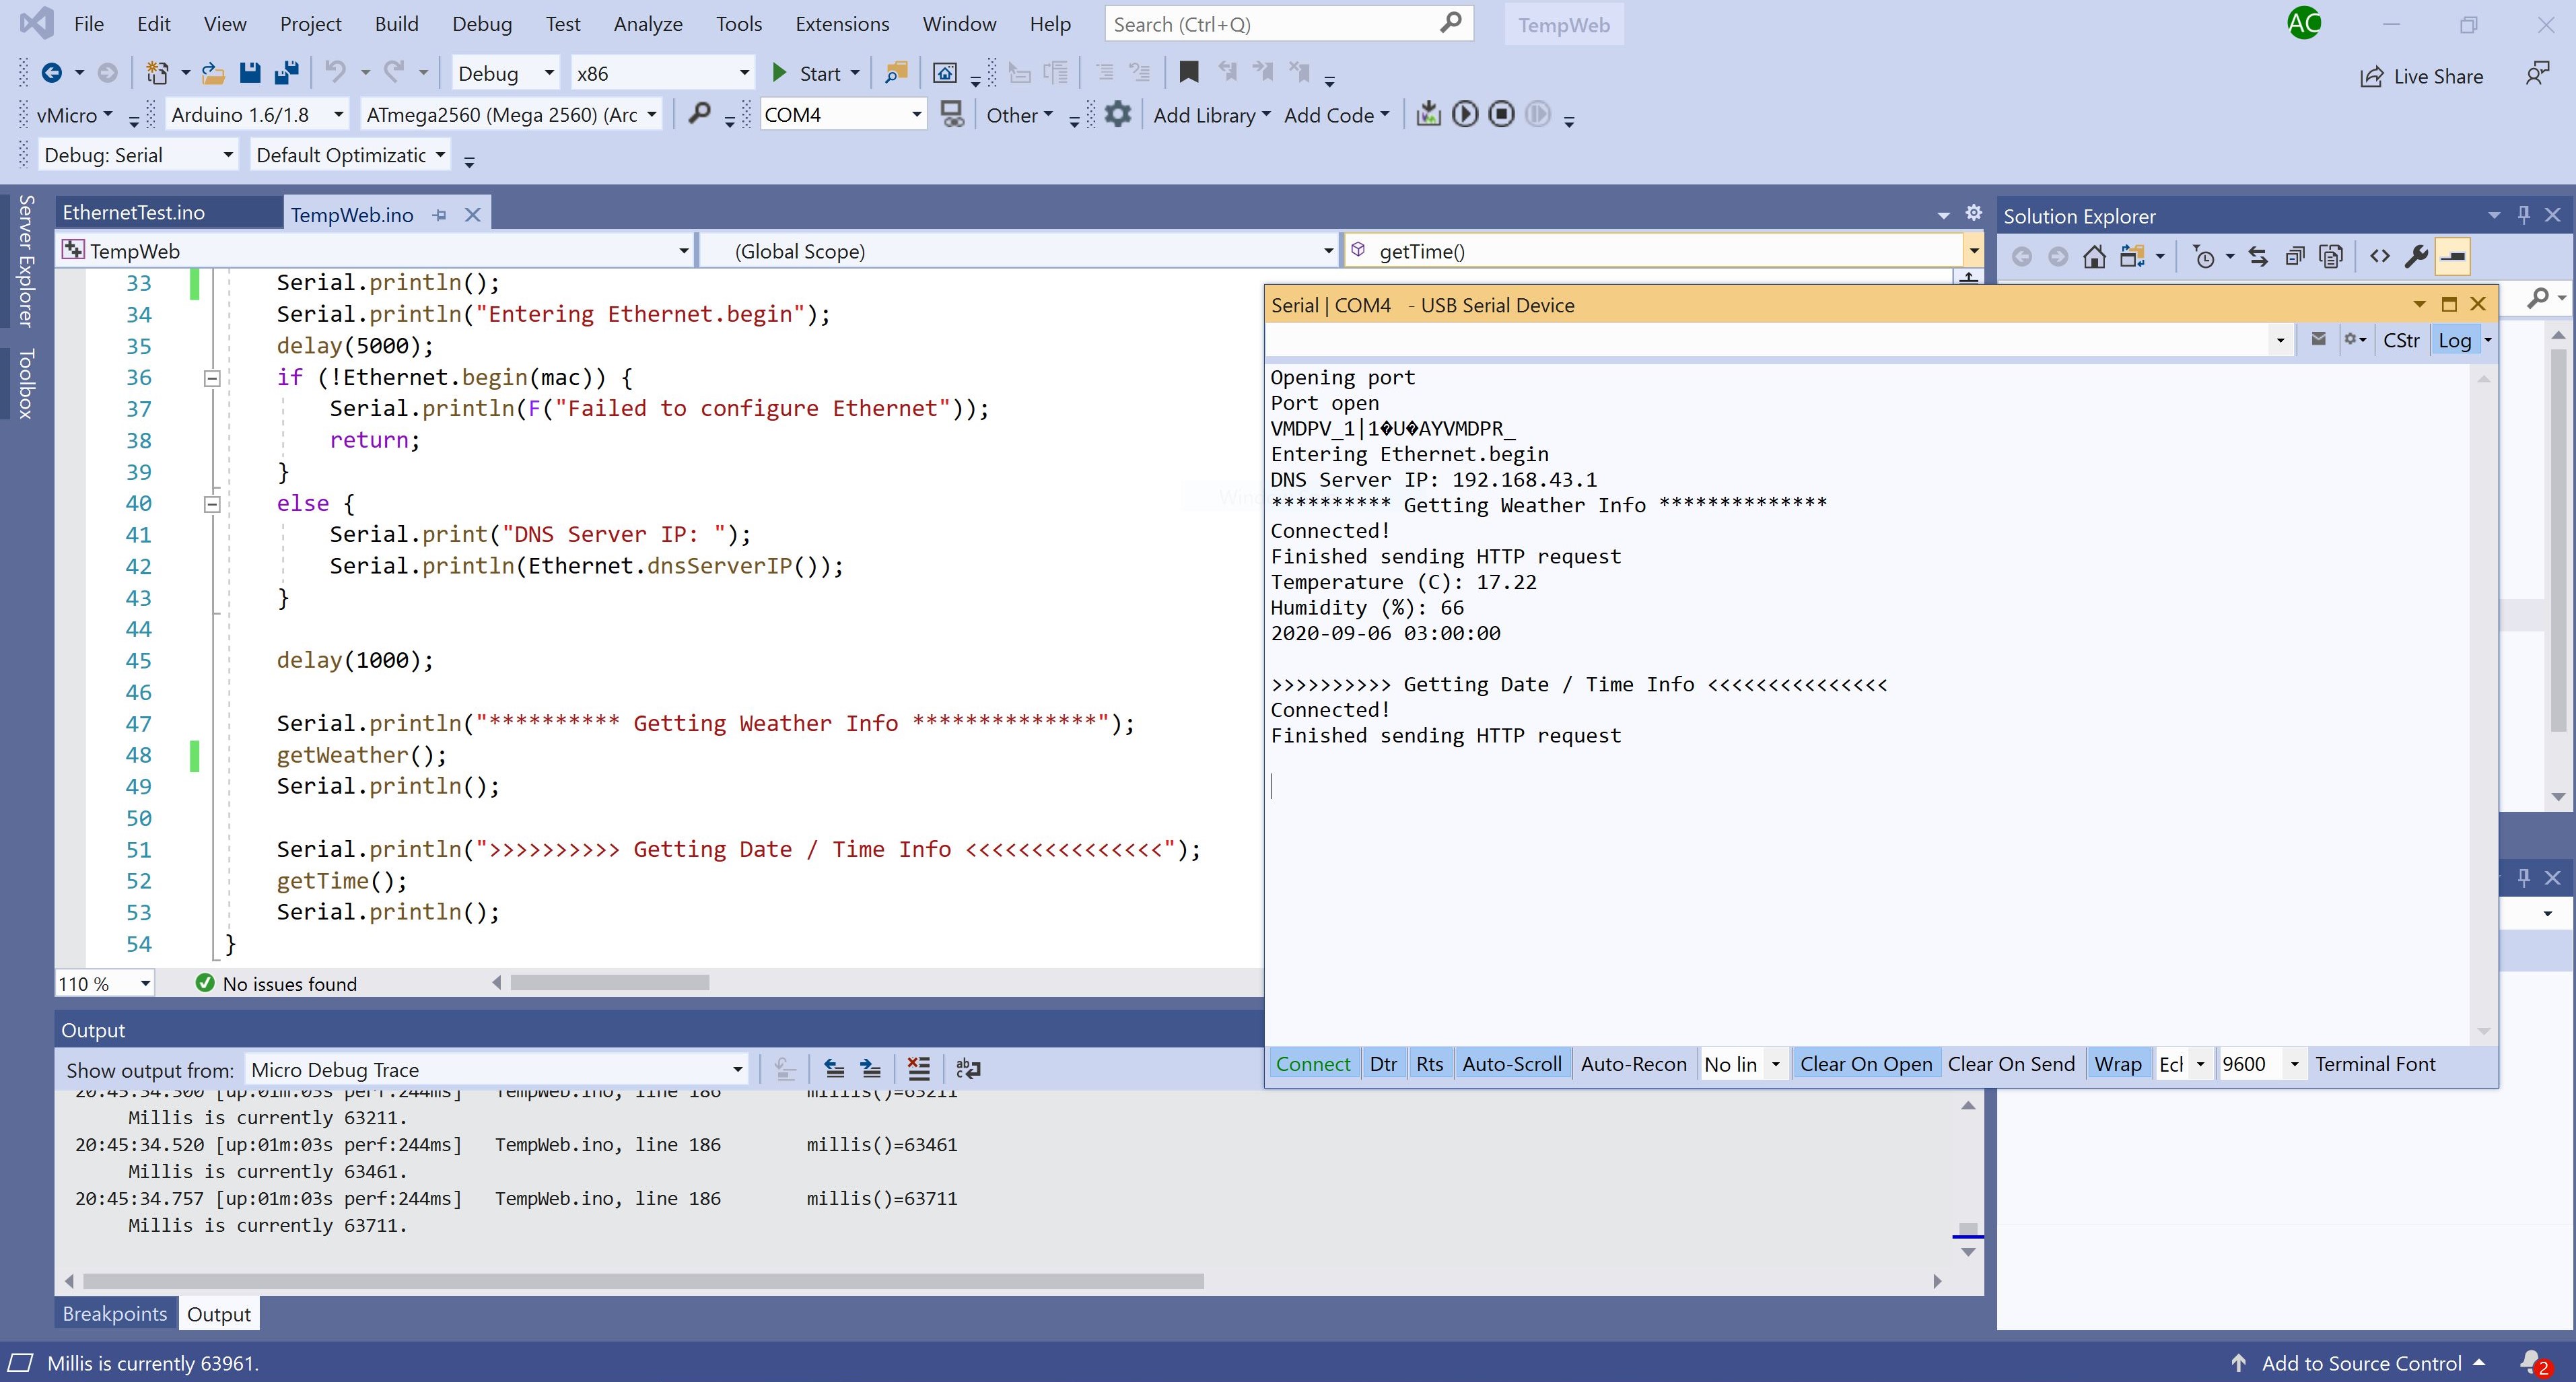 File Edit View Project Build Debug Test Analyze Tools Extensions Window Help Search (Ctrl+Q) TempWeb AC
Debug x86 Start Live Share
vMicro Arduino 1.6/1.8 ATmega2560 (Mega 2560) (Arc COM4 Other Add Library Add Code
Debug: Serial Default Optimizatic
Server Explorer
Toolbox
EthernetTest.ino TempWeb.ino
TempWeb (Global Scope) getTime()
33 Serial.println();
34 Serial.println("Entering Ethernet.begin");
35 delay(5000);
36 if (!Ethernet.begin(mac)) {
37 Serial.println(F("Failed to configure Ethernet"));
38 return;
39 }
40 else {
41 Serial.print("DNS Server IP: ");
42 Serial.println(Ethernet.dnsServerIP());
43 }
44
45 delay(1000);
46
47 Serial.println("********** Getting Weather Info **************");
48 getWeather();
49 Serial.println();
50
51 Serial.println(">>>>>>>>>> Getting Date / Time Info <<<<<<<<<<<<<<<");
52 getTime();
53 Serial.println();
54 }
110 % No issues found
Solution Explorer
Serial | COM4 - USB Serial Device
CStr Log
Opening port
Port open
VMDPV_1|1�U�AYVMDPR_
Entering Ethernet.begin
DNS Server IP: 192.168.43.1
********** Getting Weather Info **************
Connected!
Finished sending HTTP request
Temperature (C): 17.22
Humidity (%): 66
2020-09-06 03:00:00
>>>>>>>>>> Getting Date / Time Info <<<<<<<<<<<<<<<
Connected!
Finished sending HTTP request
Connect Dtr Rts Auto-Scroll Auto-Recon No lin Clear On Open Clear On Send Wrap Ecl 9600 Terminal Font
Output
Show output from: Micro Debug Trace
20:45:34.300 [up:01m:03s perf:244ms] TempWeb.ino, line 186 millis()=63211
Millis is currently 63211.
20:45:34.520 [up:01m:03s perf:244ms] TempWeb.ino, line 186 millis()=63461
Millis is currently 63461.
20:45:34.757 [up:01m:03s perf:244ms] TempWeb.ino, line 186 millis()=63711
Millis is currently 63711.
Breakpoints Output
Millis is currently 63961. Add to Source Control 2